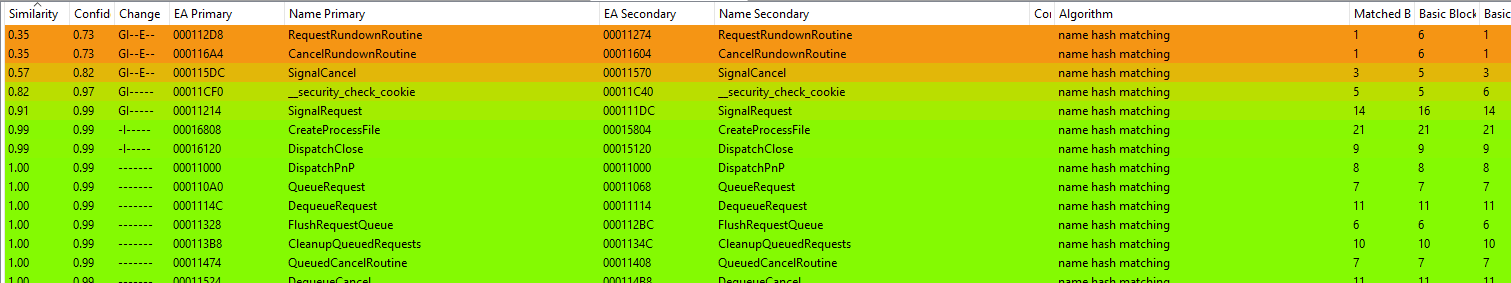 Similarity Confid Change EA Primary Name Primary EA Secondary Name Secondary Co Algorithm Matched B Basic Block Basic
0.35 0.73 GI--E-- 000112D8 RequestRundownRoutine 00011274 RequestRundownRoutine name hash matching 1 6 1
0.35 0.73 GI--E-- 000116A4 CancelRundownRoutine 00011604 CancelRundownRoutine name hash matching 1 6 1
0.57 0.82 GI--E-- 000115DC SignalCancel 00011570 SignalCancel name hash matching 3 5 3
0.82 0.97 GI----- 00011CF0 __security_check_cookie 00011C40 __security_check_cookie name hash matching 5 5 6
0.91 0.99 GI----- 00011214 SignalRequest 000111DC SignalRequest name hash matching 14 16 14
0.99 0.99 -I----- 00016808 CreateProcessFile 00015804 CreateProcessFile name hash matching 21 21 21
0.99 0.99 -I----- 00016120 DispatchClose 00015120 DispatchClose name hash matching 9 9 9
1.00 0.99 ------- 00011000 DispatchPnP 00011000 DispatchPnP name hash matching 8 8 8
1.00 0.99 ------- 000110A0 QueueRequest 00011068 QueueRequest name hash matching 7 7 7
1.00 0.99 ------- 0001114C DequeueRequest 00011114 DequeueRequest name hash matching 11 11 11
1.00 0.99 ------- 00011328 FlushRequestQueue 000112BC FlushRequestQueue name hash matching 6 6 6
1.00 0.99 ------- 000113B8 CleanupQueuedRequests 0001134C CleanupQueuedRequests name hash matching 10 10 10
1.00 0.99 ------- 00011474 QueuedCancelRoutine 00011408 QueuedCancelRoutine name hash matching 7 7 7
1.00 0.99 ------- 00011524 DequeueCancel 000114B8 DequeueCancel name hash matching 11 11 11